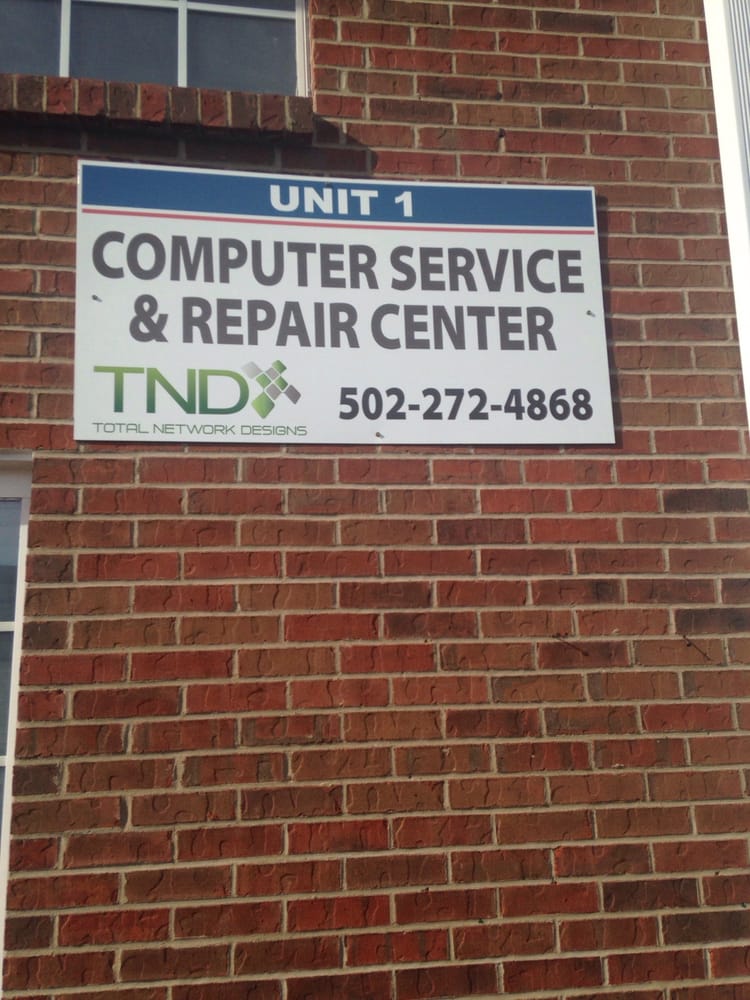 UNIT 1
COMPUTER SERVICE
& REPAIR CENTER
TND
TOTAL NETWORK DESIGNS
502-272-4868